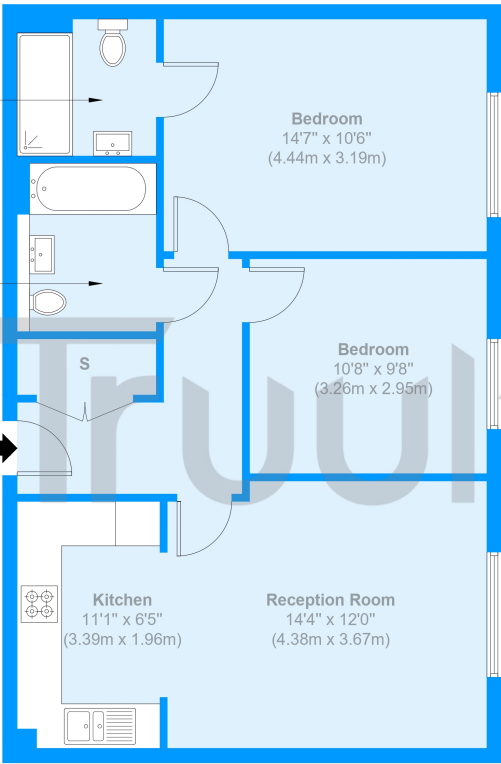 Bedroom
14'7" x 10'6"
(4.44m x 3.19m)
S
Bedroom
10'8" x 9'8"
(3.26m x 2.95m)
Kitchen
11'1" x 6'5"
(3.39m x 1.96m)
Reception Room
14'4" x 12'0"
(4.38m x 3.67m)